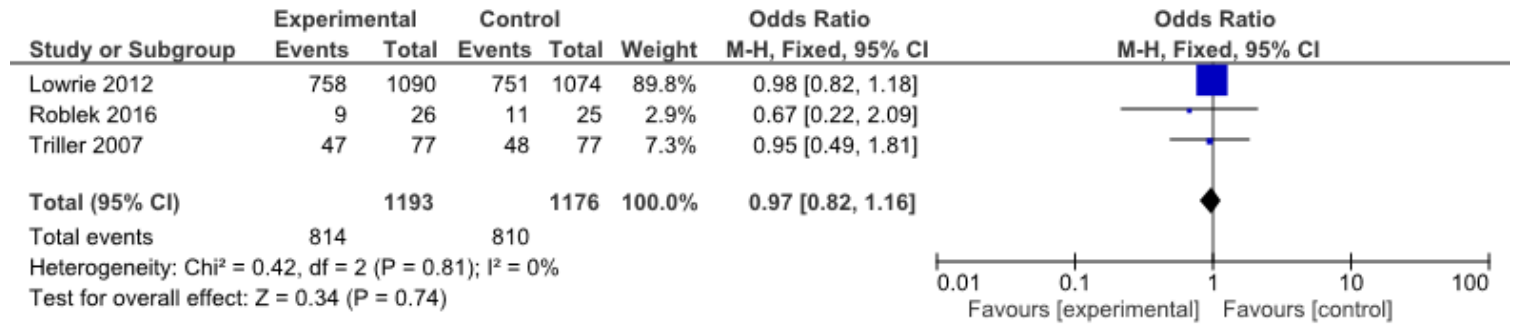 Experimental Control Odds Ratio Odds Ratio
Study or Subgroup Events Total Events Total Weight M-H, Fixed, 95% CI M-H, Fixed, 95% CI
Lowrie 2012 758 1090 751 1074 89.8% 0.98 [0.82, 1.18]
Roblek 2016 9 26 11 25 2.9% 0.67 [0.22, 2.09]
Triller 2007 47 77 48 77 7.3% 0.95 [0.49, 1.81]
Total (95% CI) 1193 1176 100.0% 0.97 [0.82, 1.16]
Total events 814 810
Heterogeneity: Chi² = 0.42, df = 2 (P = 0.81); I² = 0%
Test for overall effect: Z = 0.34 (P = 0.74)
0.01 0.1 1 10 100
Favours [experimental] Favours [control]